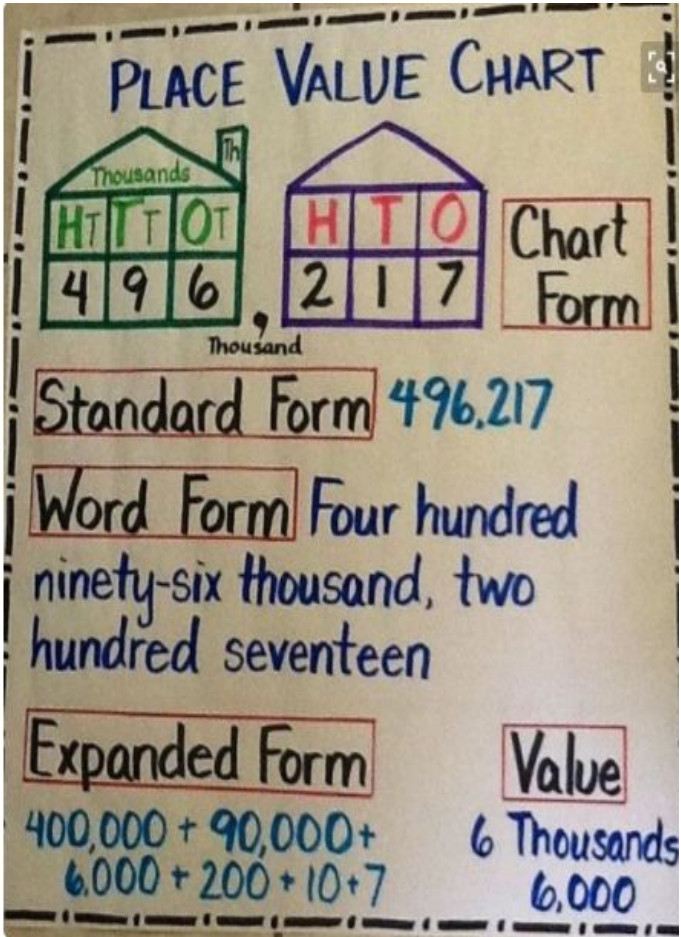 PLACE VALUE CHART
Th
Thousands
HT TT OT H T O
4 9 6 , 2 1 7
Thousand
Chart
Form
Standard Form 496,217
Word Form Four hundred
ninety-six thousand, two
hundred seventeen
Expanded Form
400,000 + 90,000+
6,000 + 200 + 10+7
Value
6 Thousands
6,000